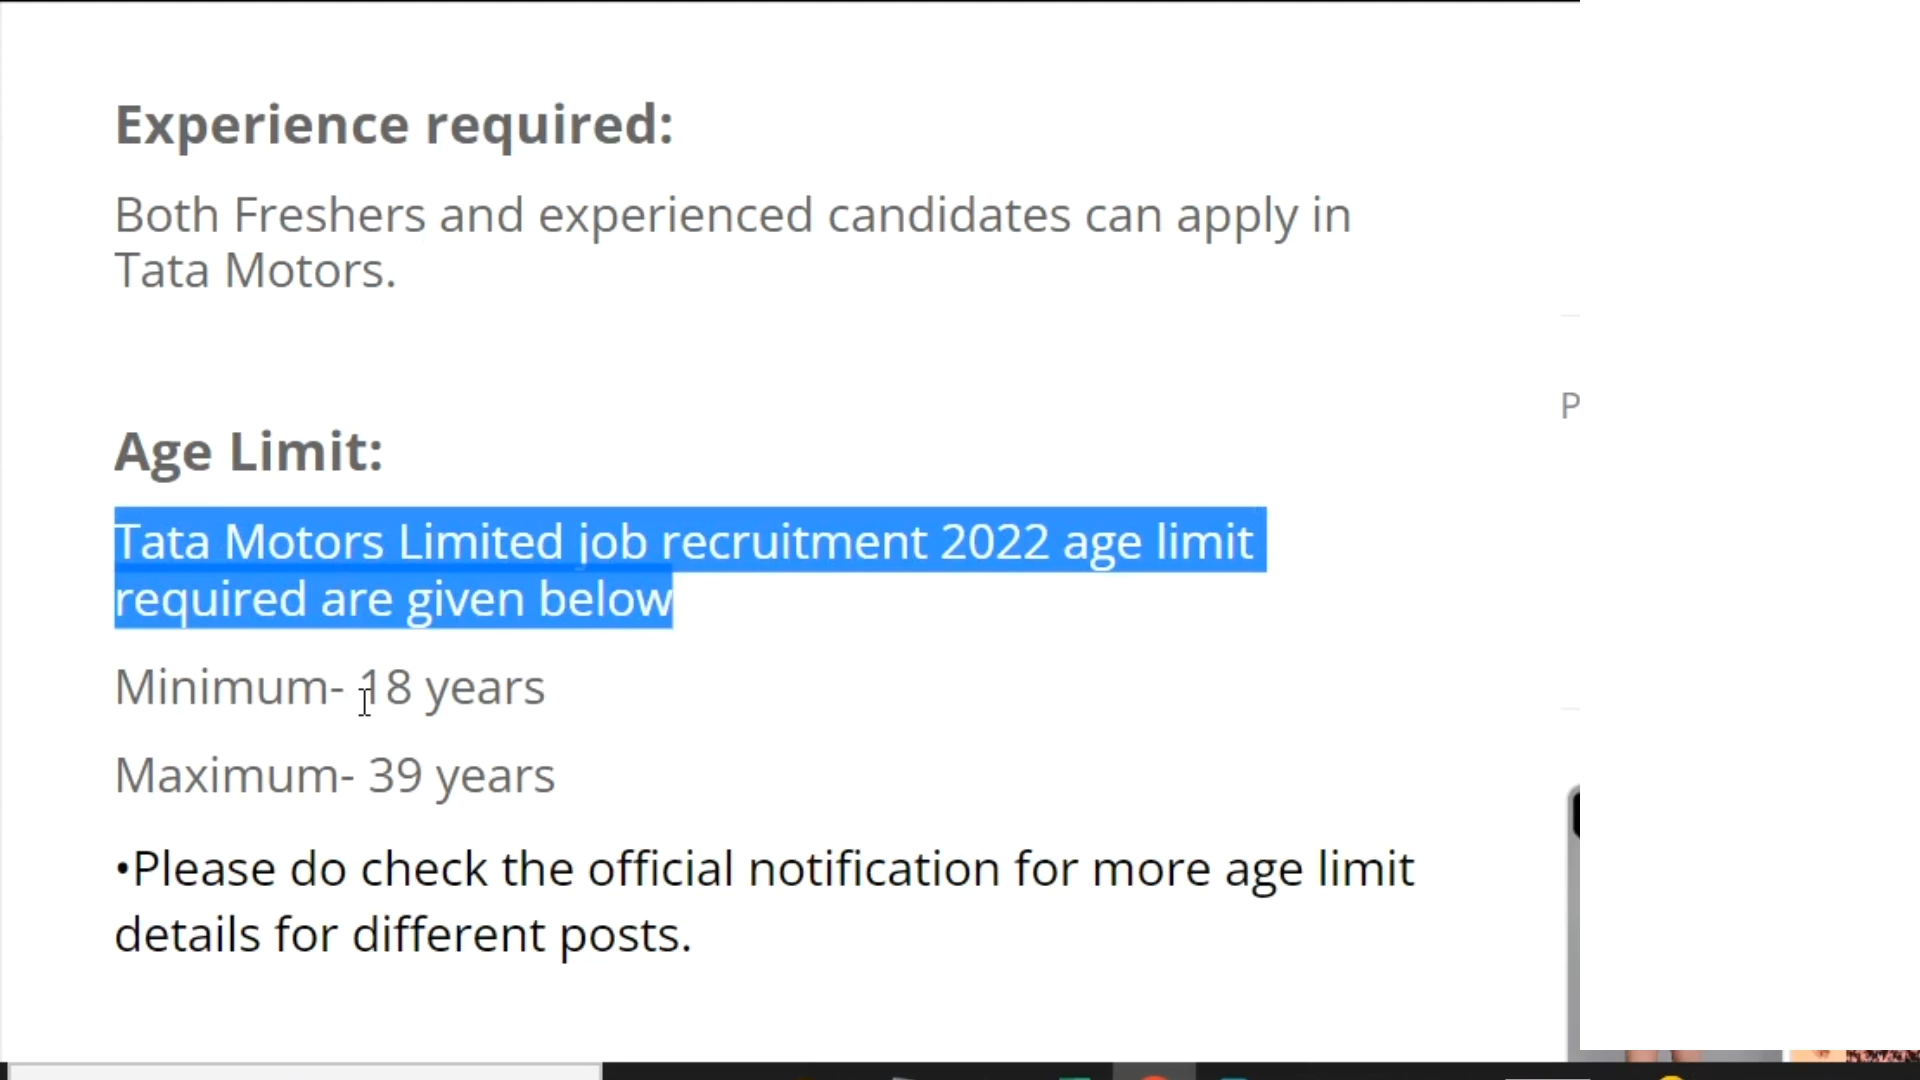 Experience required:
Both Freshers and experienced candidates can apply in
Tata Motors.
Age Limit:
Tata Motors Limited job recruitment 2022 age limit
required are given below
Minimum- 18 years
Maximum- 39 years
•Please do check the official notification for more age limit
details for different posts.
P